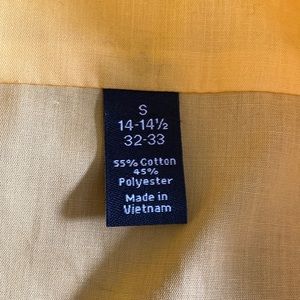 S
14-14½
32-33
55% Cotton
45%
Polyester
Made in
Vietnam